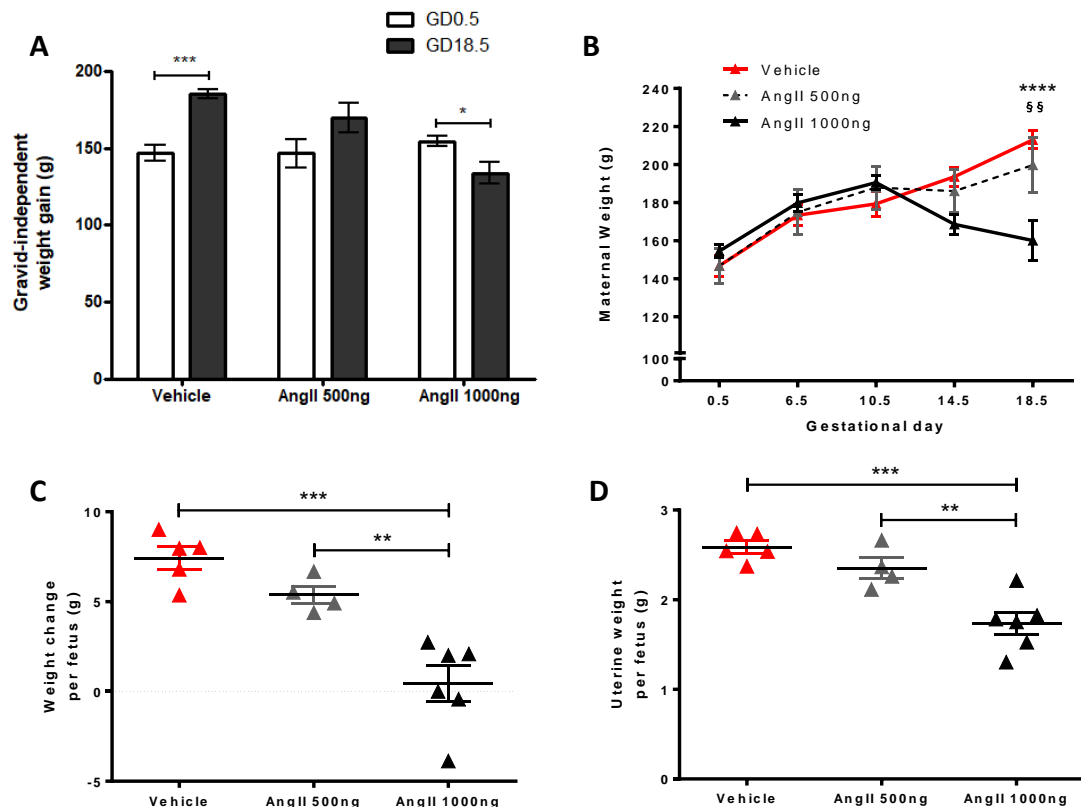 A
GD0.5
GD18.5
***
*
Gravid-independent
weight gain (g)
200
150
100
50
0
Vehicle
AngII 500ng
AngII 1000ng
B
Vehicle
AngII 500ng
AngII 1000ng
****
§§
Maternal Weight (g)
240
220
200
180
160
140
120
100
0
0.5
6.5
10.5
14.5
18.5
Gestational day
C
***
**
Weight change
per fetus (g)
10
5
0
-5
Vehicle
AngII 500ng
AngII 1000ng
D
***
**
Uterine weight
per fetus (g)
3
2
1
0
Vehicle
AngII 500ng
AngII 1000ng